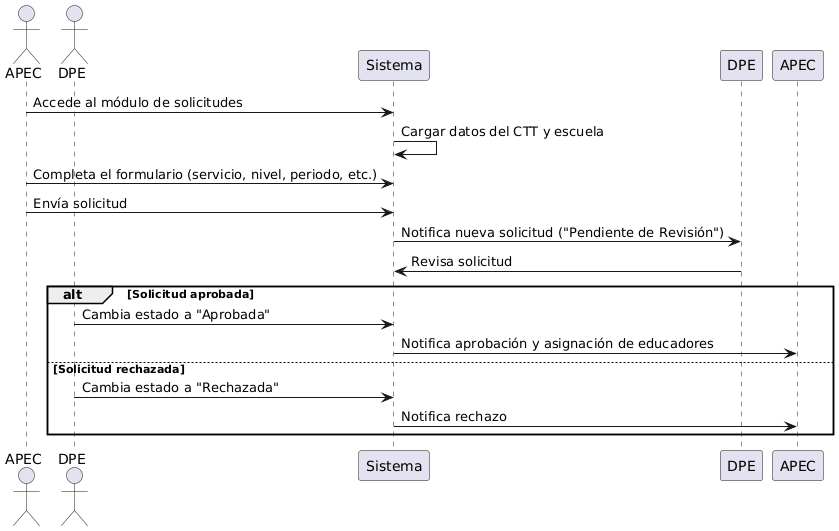 APEC
DPE
Sistema
DPE
APEC
Accede al módulo de solicitudes
Cargar datos del CTT y escuela
Completa el formulario (servicio, nivel, periodo, etc.)
Envía solicitud
Notifica nueva solicitud ("Pendiente de Revisión")
Revisa solicitud
alt
[Solicitud aprobada]
Cambia estado a "Aprobada"
Notifica aprobación y asignación de educadores
[Solicitud rechazada]
Cambia estado a "Rechazada"
Notifica rechazo
APEC
DPE
Sistema
DPE
APEC